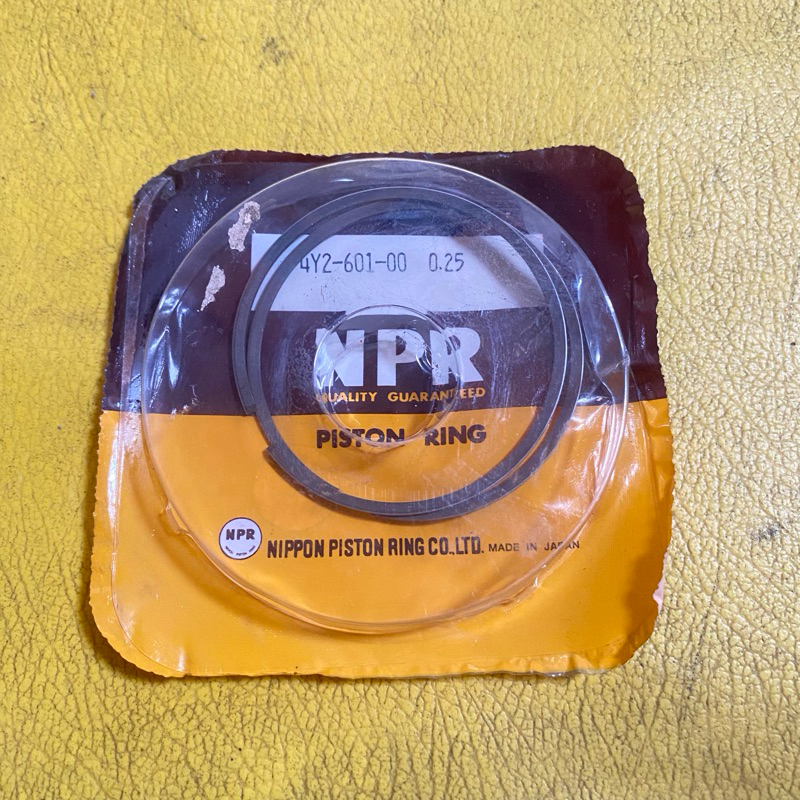 4Y2-601-00 0.25
NPR
QUALITY GUARANTEED
PISTON RING
NPR
NIPPON PISTON RING CO.,LTD. MADE IN JAPAN